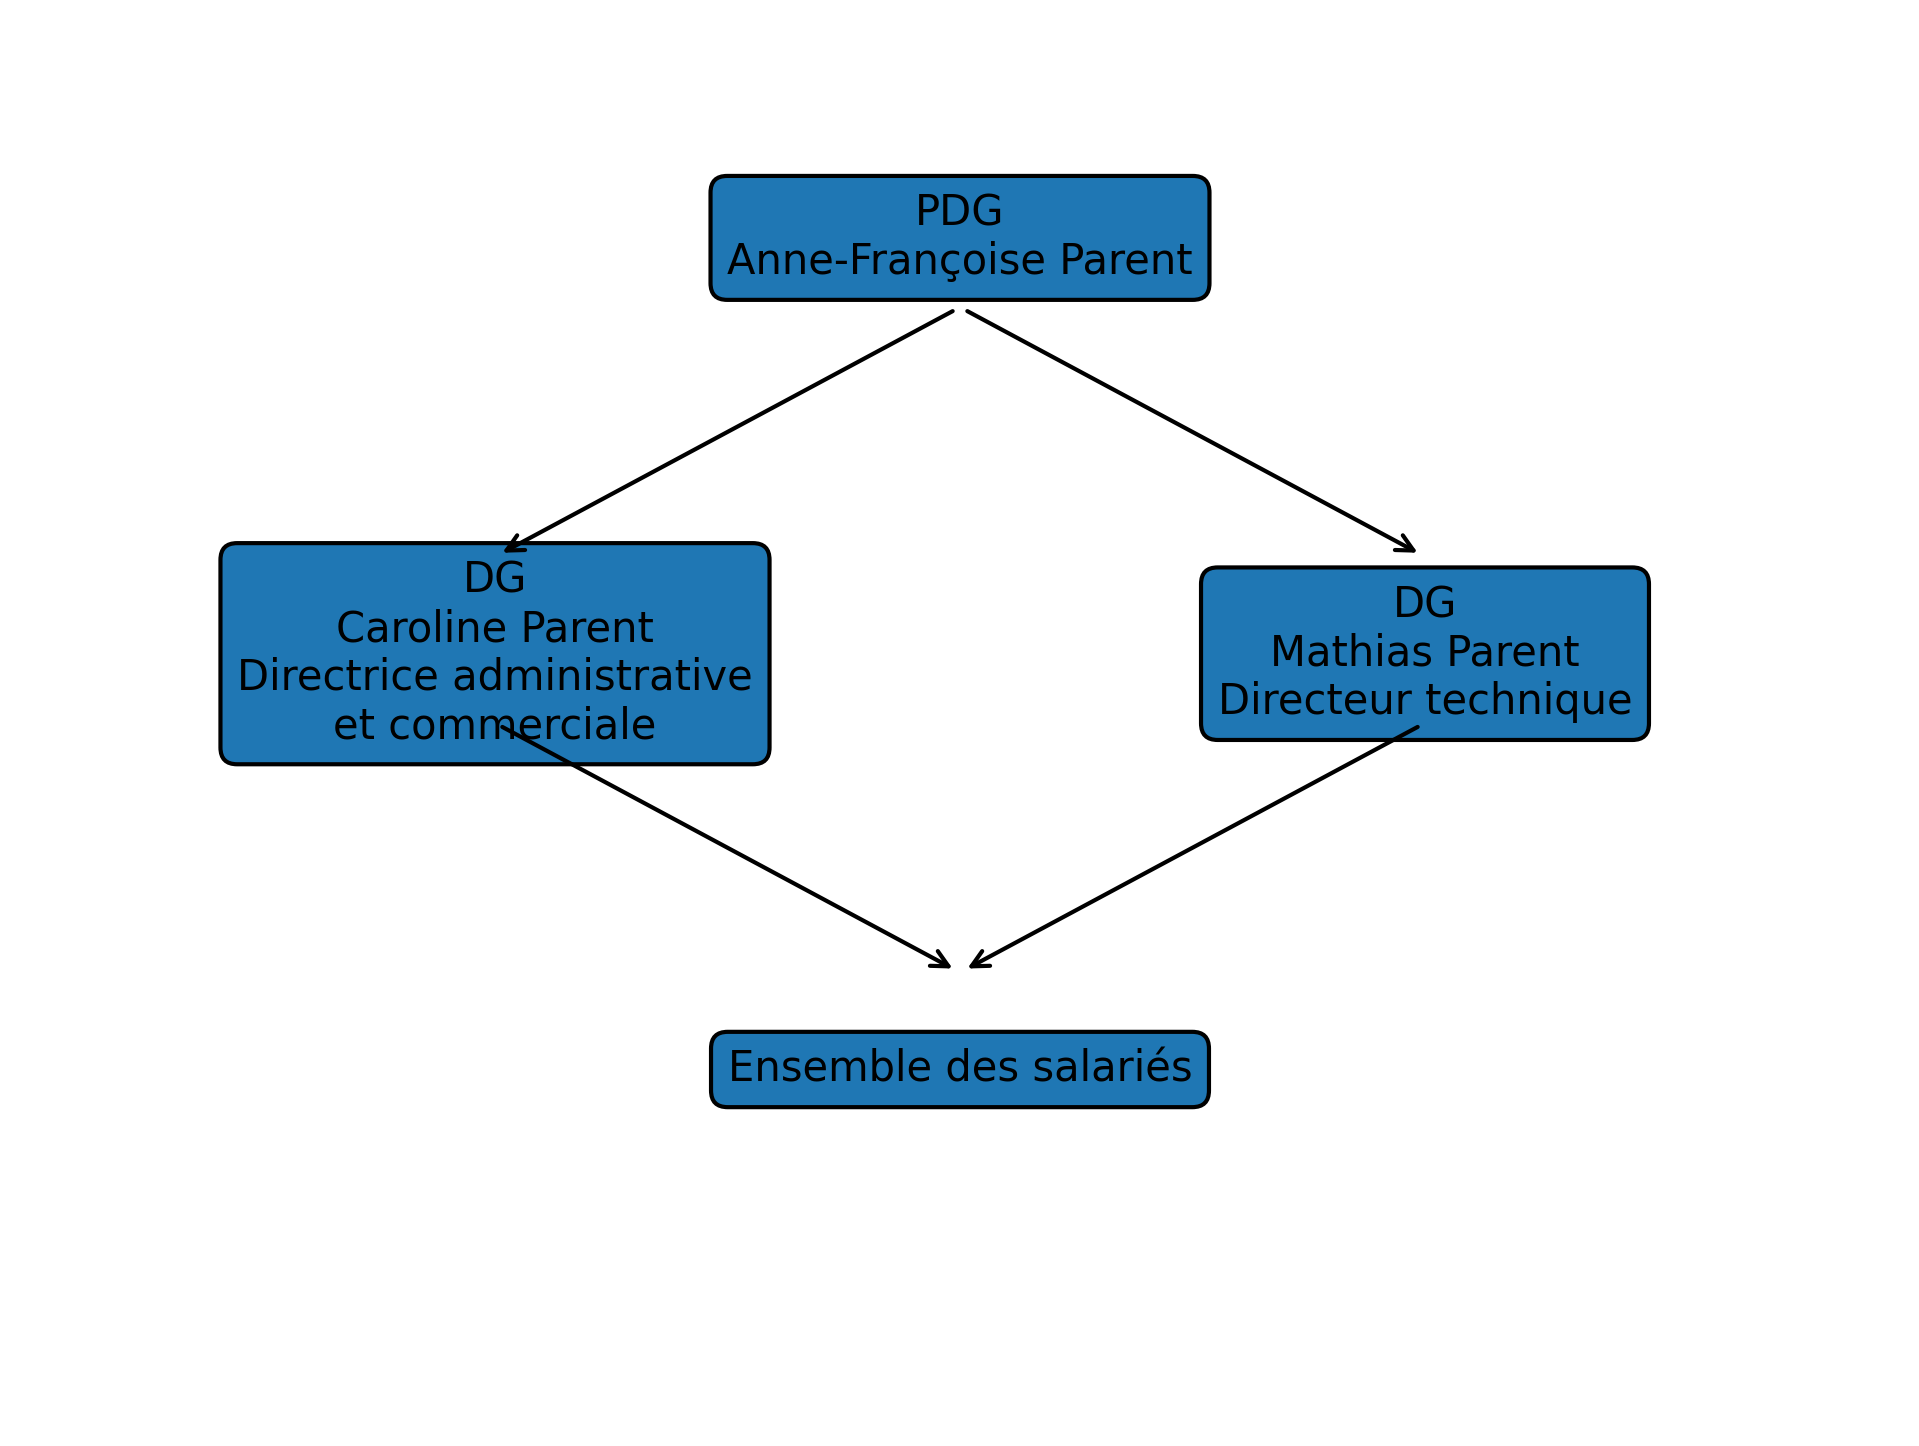 PDG
Anne-Françoise Parent
DG
Caroline Parent
Directrice administrative
et commerciale
DG
Mathias Parent
Directeur technique
Ensemble des salariés